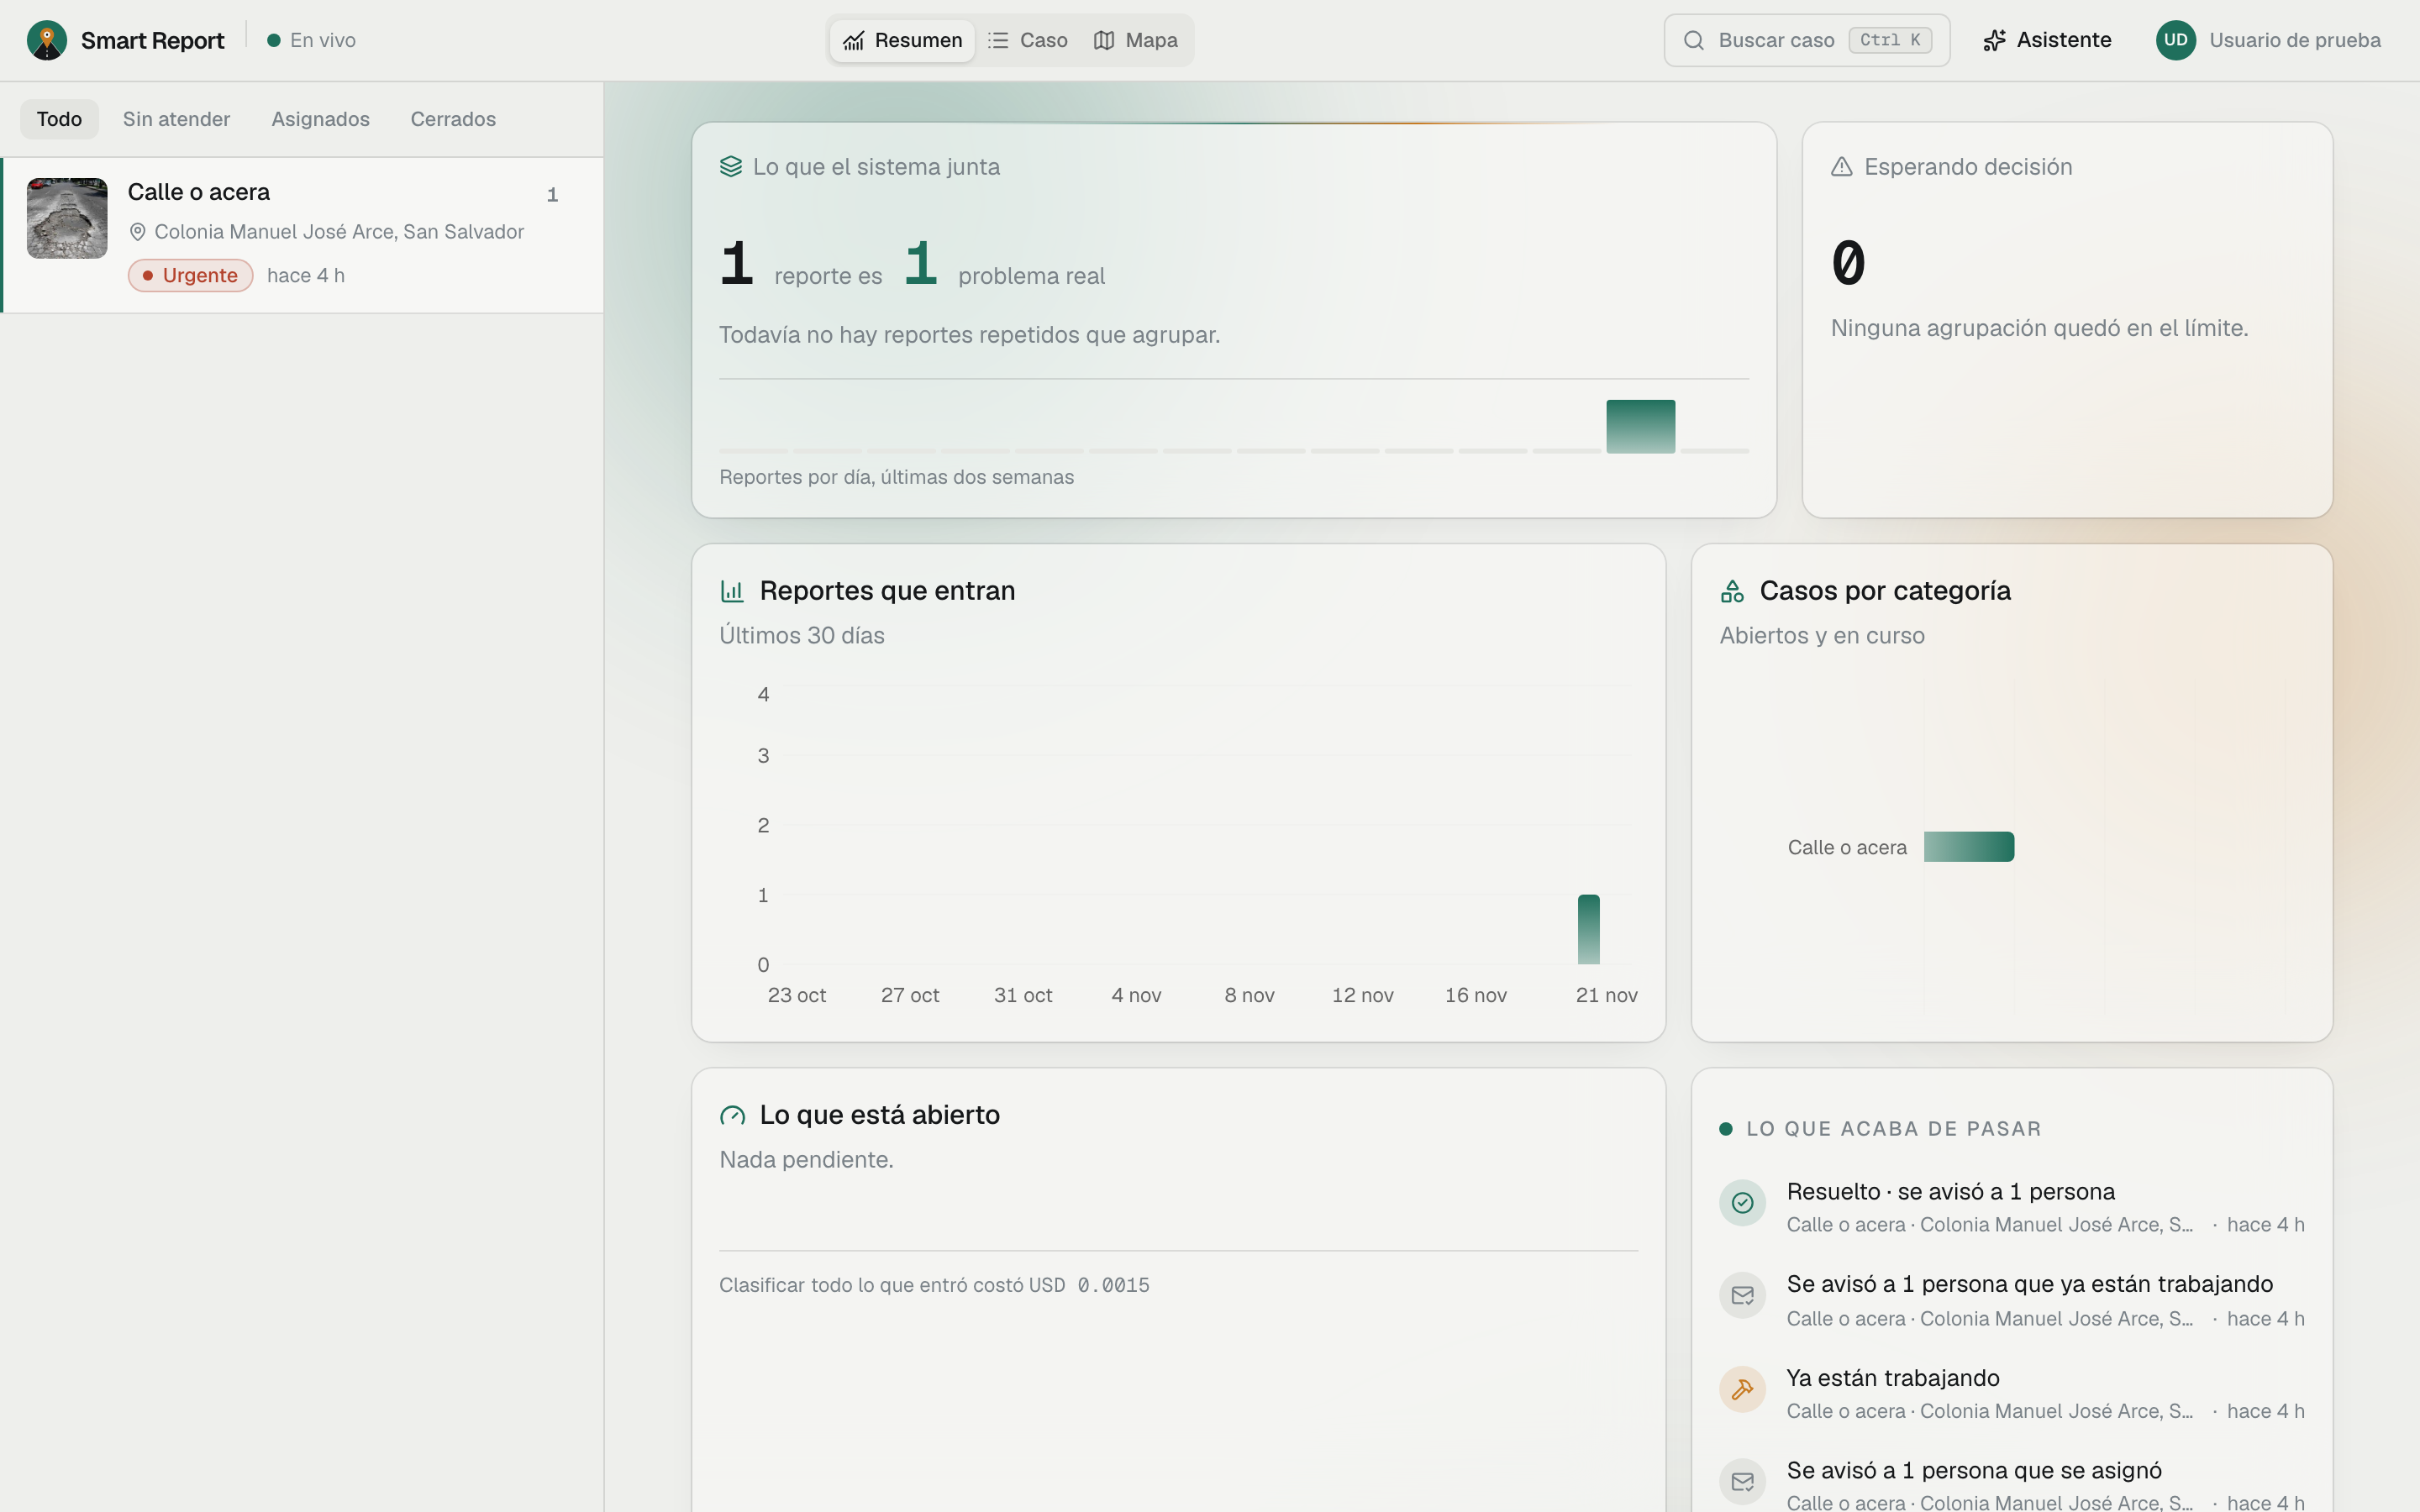 Smart Report
En vivo
Resumen
Caso
Mapa
Buscar caso
Ctrl K
Asistente
UD
Usuario de prueba
Todo
Sin atender
Asignados
Cerrados
Calle o acera
1
Colonia Manuel José Arce, San Salvador
Urgente
hace 4 h
Lo que el sistema junta
1 reporte es 1 problema real
Todavía no hay reportes repetidos que agrupar.
Reportes por día, últimas dos semanas
Esperando decisión
0
Ninguna agrupación quedó en el límite.
Reportes que entran
Últimos 30 días
4
3
2
1
0
23 oct
27 oct
31 oct
4 nov
8 nov
12 nov
16 nov
21 nov
Casos por categoría
Abiertos y en curso
Calle o acera
Lo que está abierto
Nada pendiente.
Clasificar todo lo que entró costó USD 0.0015
LO QUE ACABA DE PASAR
Resuelto · se avisó a 1 persona
Calle o acera · Colonia Manuel José Arce, S... · hace 4 h
Se avisó a 1 persona que ya están trabajando
Calle o acera · Colonia Manuel José Arce, S... · hace 4 h
Ya están trabajando
Calle o acera · Colonia Manuel José Arce, S... · hace 4 h
Se avisó a 1 persona que se asignó
Calle o acera · Colonia Manuel José Arce, S... · hace 4 h